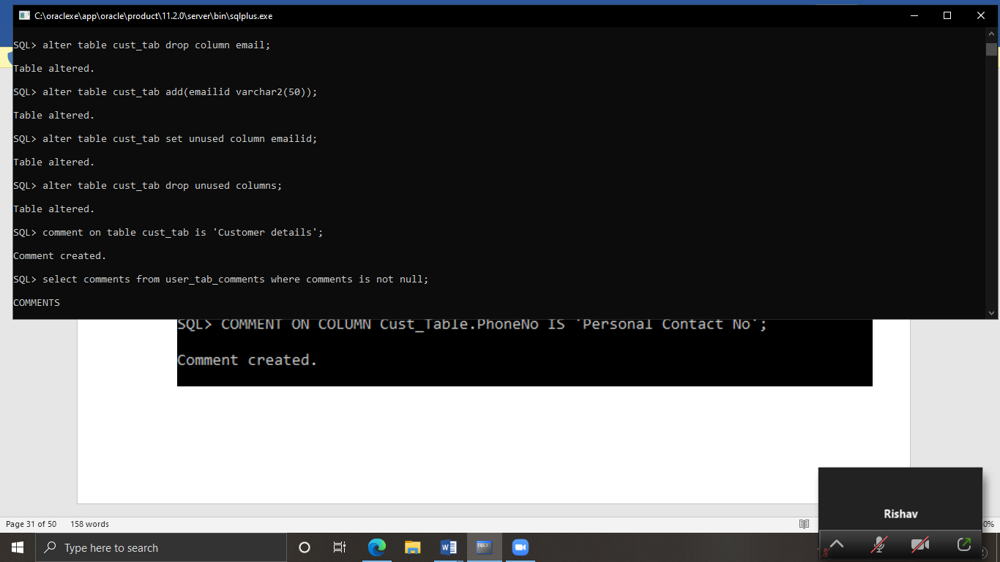 C:\oraclexe\app\oracle\product\11.2.0\server\bin\sqlplus.exe
SQL> alter table cust_tab drop column email;
Table altered.
SQL> alter table cust_tab add(emailid varchar2(50));
Table altered.
SQL> alter table cust_tab set unused column emailid;
Table altered.
SQL> alter table cust_tab drop unused columns;
Table altered.
SQL> comment on table cust_tab is 'Customer details';
Comment created.
SQL> select comments from user_tab_comments where comments is not null;
COMMENTS
SQL> COMMENT ON COLUMN Cust_Table.PhoneNo IS 'Personal Contact No';
Comment created.
Rishav
Page 31 of 50 158 words
0%
Type here to search